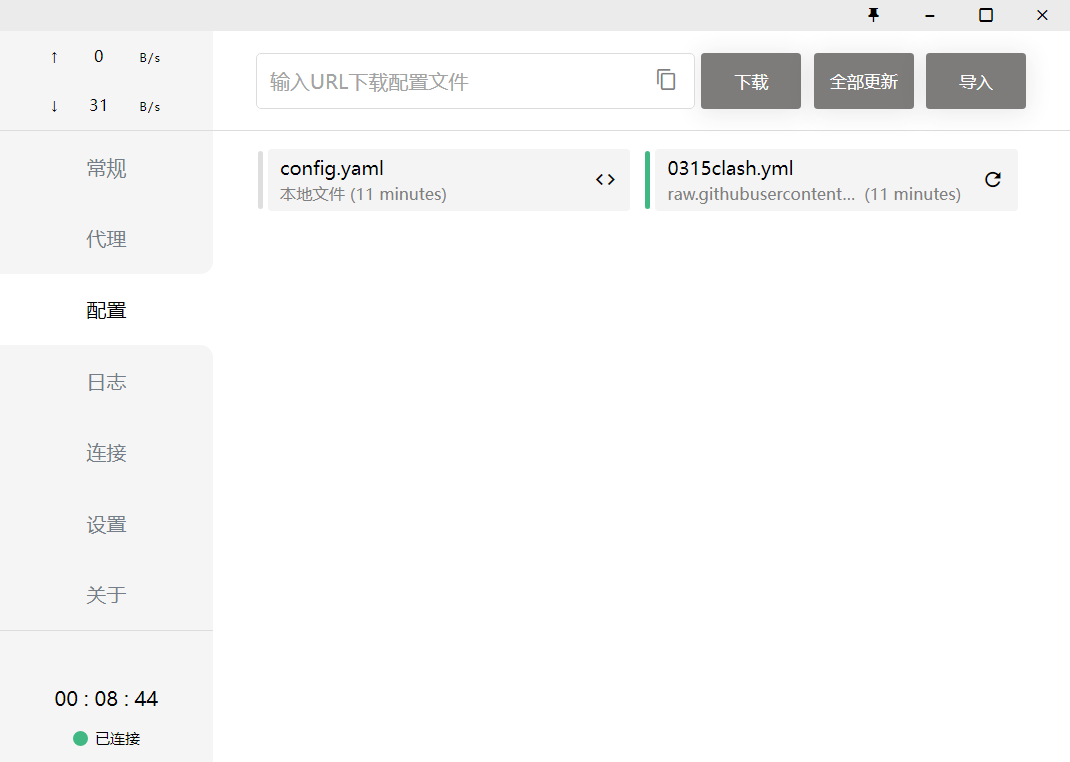 ↑ 0 B/s
↓ 31 B/s
常规
代理
配置
日志
连接
设置
关于
00 : 08 : 44
已连接
输入URL下载配置文件
下载
全部更新
导入
config.yaml
本地文件 (11 minutes)
0315clash.yml
raw.githubusercontent... (11 minutes)